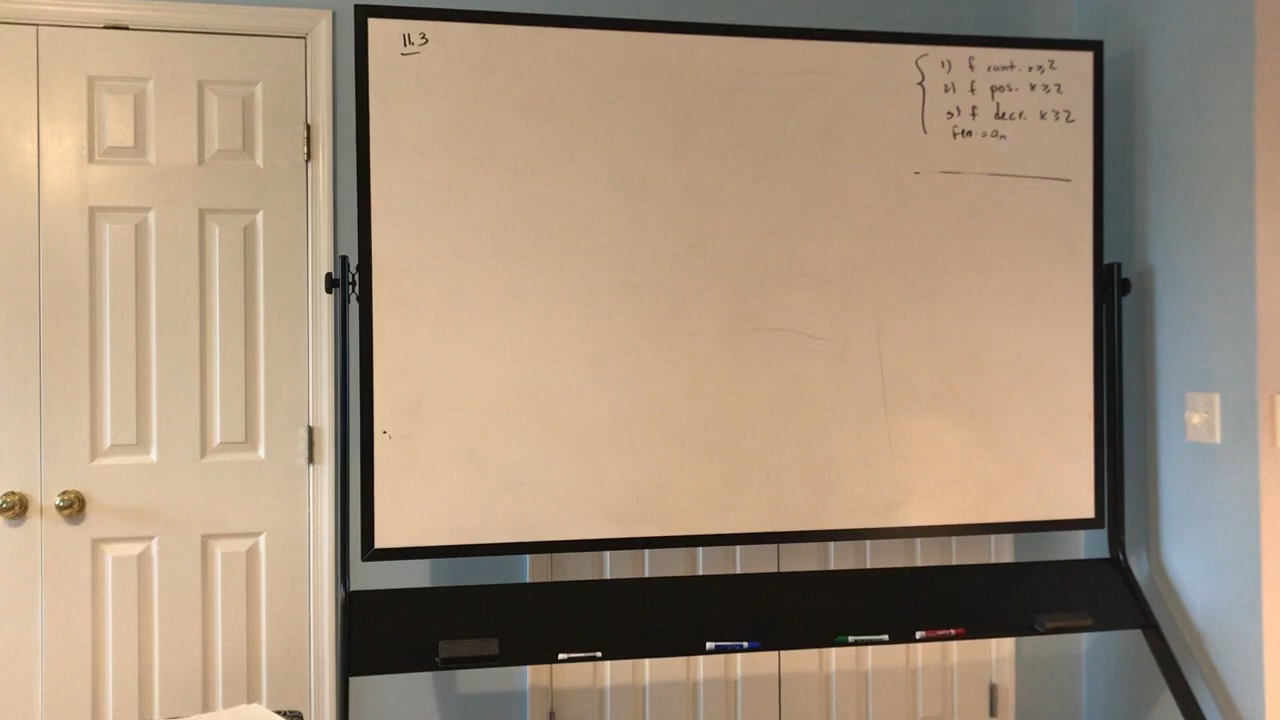 11.3
1) f cont. x≥2
2) f pos. x≥2
3) f decr. x≥2
f(n) = aₙ